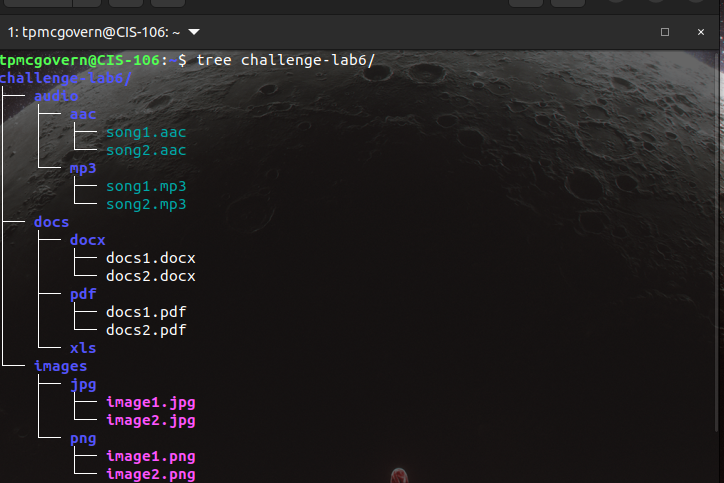 1: tpmcgovern@CIS-106: ~
tpmcgovern@CIS-106:~$ tree challenge-lab6/
challenge-lab6/
├── audio
│   ├── aac
│   │   ├── song1.aac
│   │   └── song2.aac
│   └── mp3
│       ├── song1.mp3
│       └── song2.mp3
├── docs
│   ├── docx
│   │   ├── docs1.docx
│   │   └── docs2.docx
│   ├── pdf
│   │   ├── docs1.pdf
│   │   └── docs2.pdf
│   └── xls
└── images
    ├── jpg
    │   ├── image1.jpg
    │   └── image2.jpg
    └── png
        ├── image1.png
        └── image2.png